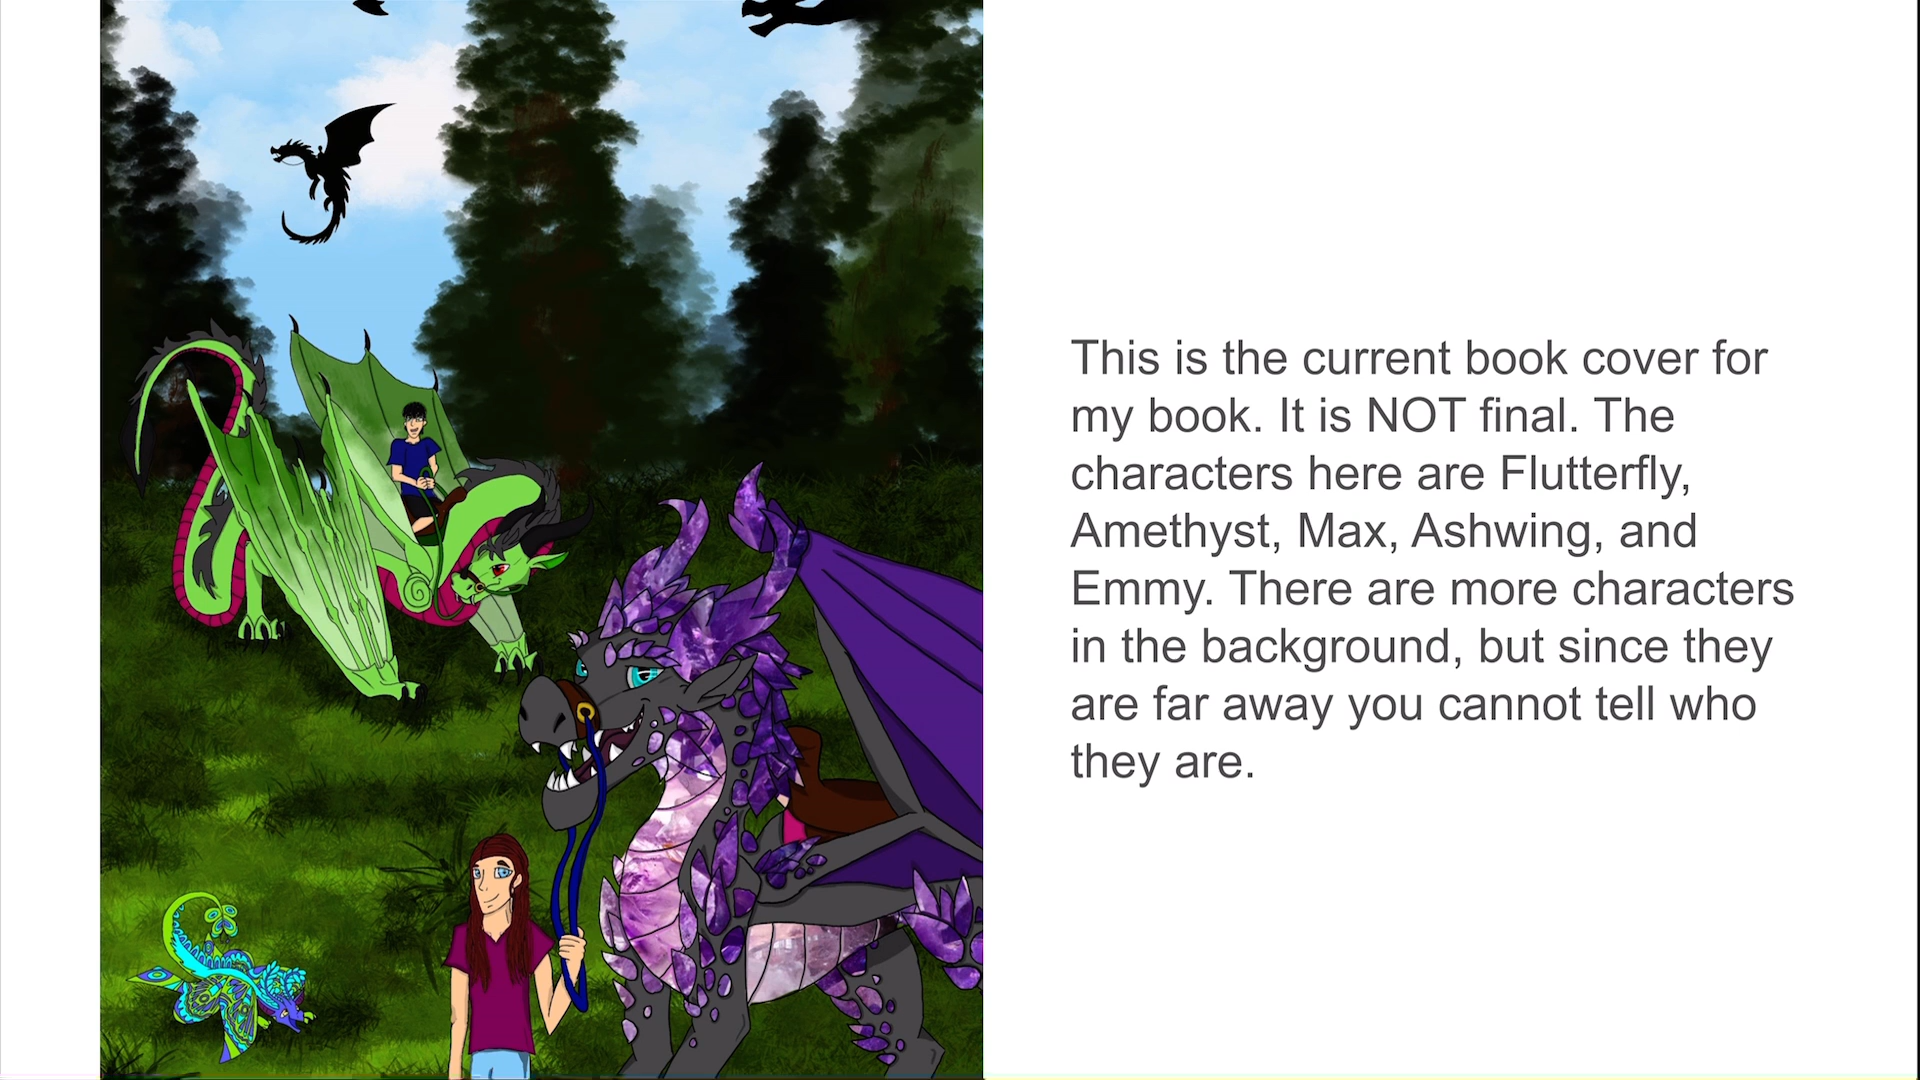 This is the current book cover for
my book. It is NOT final. The
characters here are Flutterfly,
Amethyst, Max, Ashwing, and
Emmy. There are more characters
in the background, but since they
are far away you cannot tell who
they are.